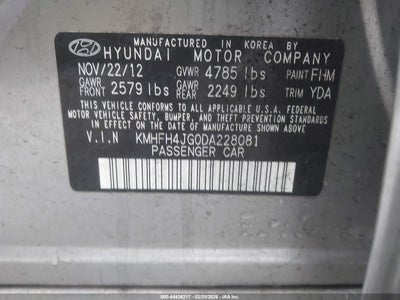 MANUFACTURED IN KOREA BY
HYUNDAI MOTOR COMPANY
NOV/22/12 GVWR 4785 lbs PAINT FHM
GAWR FRONT 2579 lbs GAWR REAR 2249 lbs TRIM YDA
THIS VEHICLE CONFORMS TO ALL APPLICABLE U.S.A. FEDERAL
MOTOR VEHICLE SAFETY, BUMPER, AND THEFT PREVENTION
STANDARDS IN EFFECT ON THE DATE OF MANUFACTURE SHOWN ABOVE.
V.I.N KMHFH4JG0DA228081
PASSENGER CAR
000-44438217 - 02/20/2026 - IAA Inc.